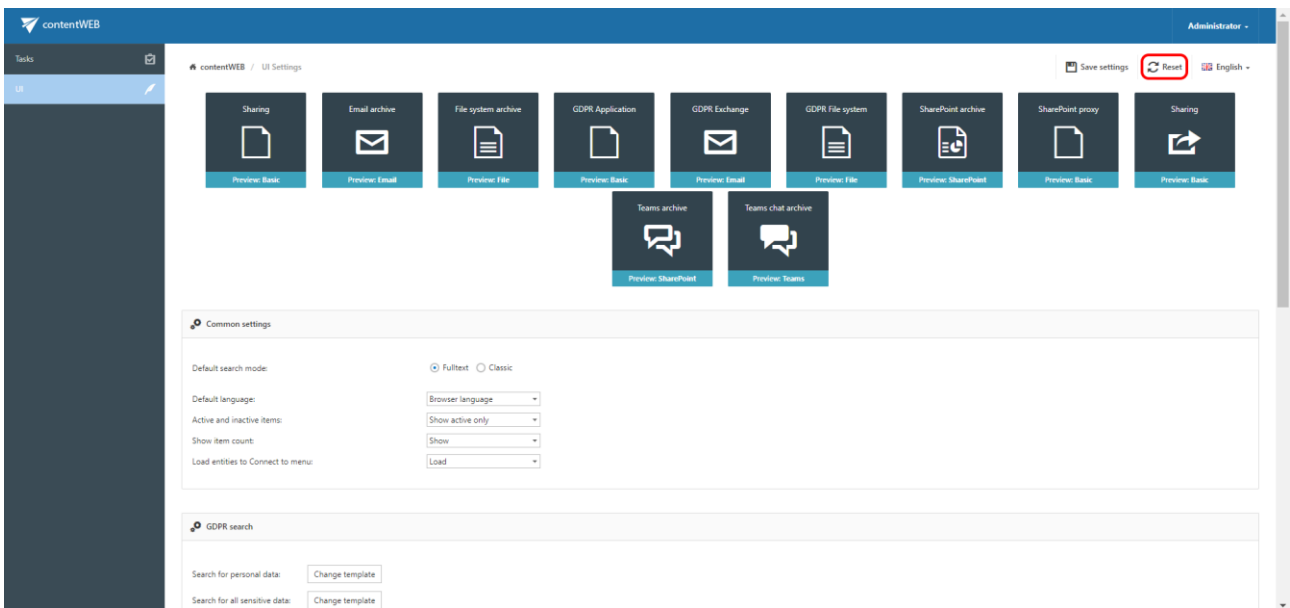 contentWEB
Administrator
Tasks
UI
contentWEB / UI Settings
Save settings
Reset
English
Sharing
Preview: Basic
Email archive
Preview: Email
File system archive
Preview: File
GDPR Application
Preview: Basic
GDPR Exchange
Preview: Email
GDPR File system
Preview: File
SharePoint archive
Preview: SharePoint
SharePoint proxy
Preview: Basic
Sharing
Preview: Basic
Teams archive
Preview: SharePoint
Teams chat archive
Preview: Teams
Common settings
Default search mode: Fulltext Classic
Default language: Browser language
Active and inactive items: Show active only
Show item count: Show
Load entities to Connect to menu: Load
GDPR search
Search for personal data: Change template
Search for all sensitive data: Change template